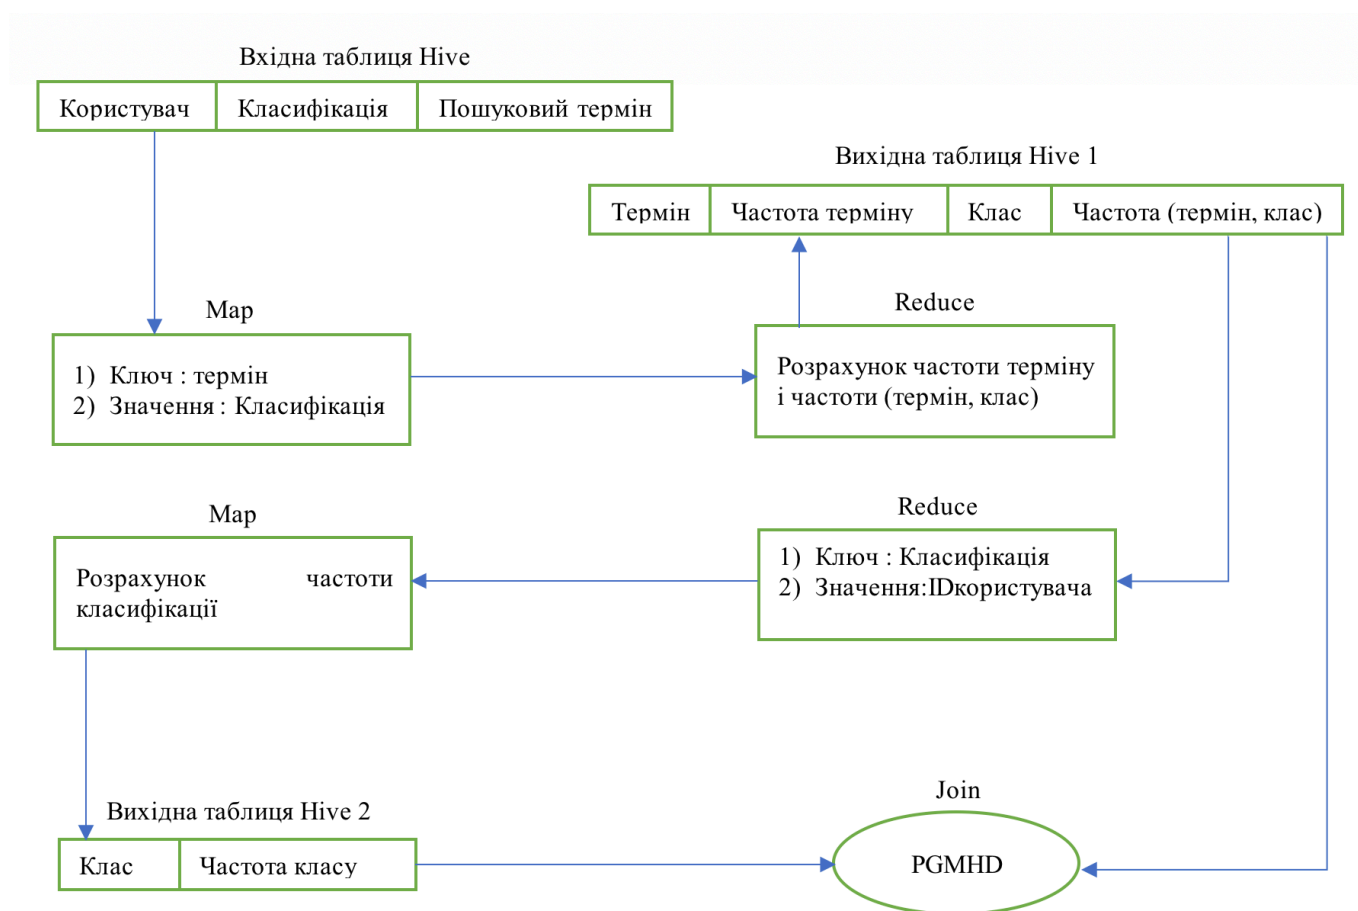 Вхідна таблиця Hive
Користувач Класифікація Пошуковий термін
Вихідна таблиця Hive 1
Термін Частота терміну Клас Частота (термін, клас)
Map
1) Ключ : термін
2) Значення : Класифікація
Reduce
Розрахунок частоти терміну
і частоти (термін, клас)
Map
Розрахунок частоти
класифікації
Reduce
1) Ключ : Класифікація
2) Значення:IDкористувача
Вихідна таблиця Hive 2
Клас Частота класу
Join
PGMHD